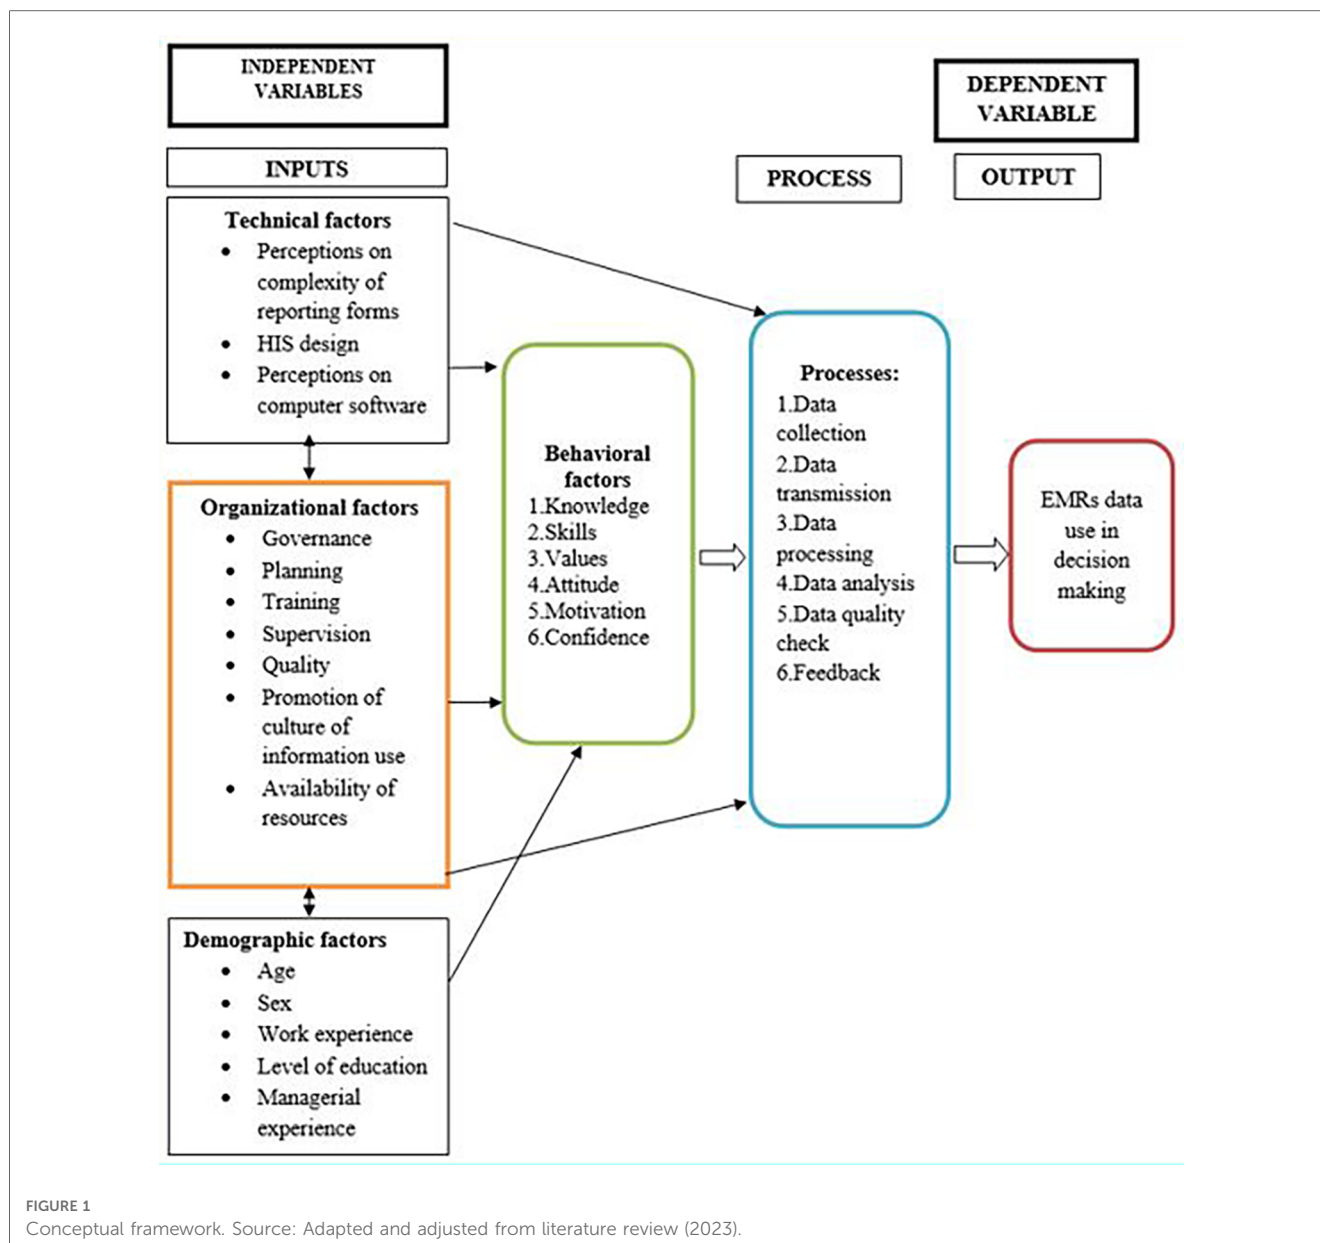 INDEPENDENT
VARIABLES
INPUTS
Technical factors
• Perceptions on
complexity of
reporting forms
• HIS design
• Perceptions on
computer software
Organizational factors
• Governance
• Planning
• Training
• Supervision
• Quality
• Promotion of
culture of
information use
• Availability of
resources
Demographic factors
• Age
• Sex
• Work experience
• Level of education
• Managerial
experience
Behavioral
factors
1.Knowledge
2.Skills
3.Values
4.Attitude
5.Motivation
6.Confidence
PROCESS
Processes:
1.Data
collection
2.Data
transmission
3.Data
processing
4.Data analysis
5.Data quality
check
6.Feedback
DEPENDENT
VARIABLE
OUTPUT
EMRs data
use in
decision
making
FIGURE 1
Conceptual framework. Source: Adapted and adjusted from literature review (2023).